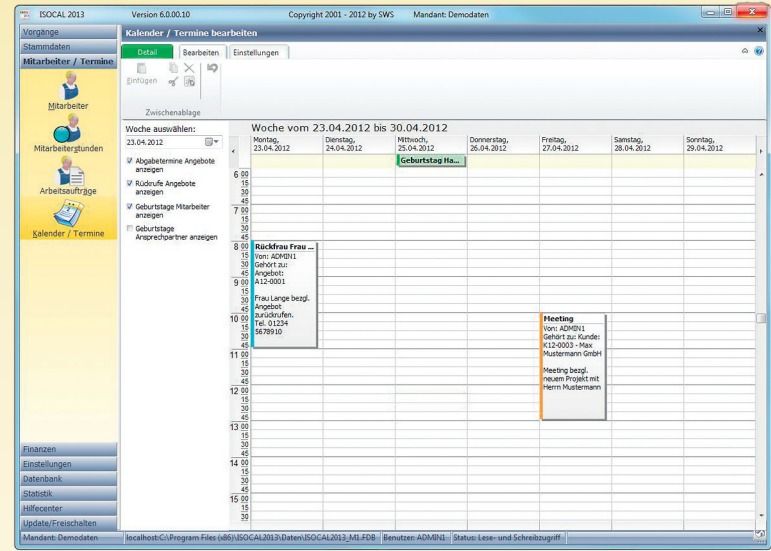 ISOCAL 2013 Version 6.0.00.10 Copyright 2001 - 2012 by SWS Mandant: Demodaten
Vorgänge
Stammdaten
Mitarbeiter / Termine
Mitarbeiter
Mitarbeiterstunden
Arbeitsaufträge
Kalender / Termine
Finanzen
Einstellungen
Datenbank
Statistik
Hilfecenter
Update/Freischalten
Kalender / Termine bearbeiten
Detail Bearbeiten Einstellungen
Einfügen
Zwischenablage
Woche auswählen:
23.04.2012
Abgabetermine Angebote
anzeigen
Rückrufe Angebote
anzeigen
Geburtstage Mitarbeiter
anzeigen
Geburtstage
Ansprechpartner anzeigen
Woche vom 23.04.2012 bis 30.04.2012
Montag, Dienstag, Mittwoch, Donnerstag, Freitag, Samstag, Sonntag,
23.04.2012 24.04.2012 25.04.2012 26.04.2012 27.04.2012 28.04.2012 29.04.2012
Geburtstag Ha...
6 00
15
30
45
7 00
15
30
45
8 00
15
30
45
9 00
15
30
45
10 00
15
30
45
11 00
15
30
45
12 00
15
30
45
13 00
15
30
45
14 00
15
30
45
15 00
15
30
Rückfrau Frau ...
Von: ADMIN1
Gehört zu:
Angebot:
A12-0001
Frau Lange bezgl.
Angebot
zurückrufen.
Tel. 01234
5678910
Meeting
Von: ADMIN1
Gehört zu: Kunde:
K12-0003 - Max
Mustermann GmbH
Meeting bezgl.
neuem Projekt mit
Herrn Mustermann
Mandant: Demodaten localhost:C:\Program Files (x86)\ISOCAL2013\Daten\ISOCAL2013_M1.FDB Benutzer: ADMIN1 Status: Lese- und Schreibzugriff